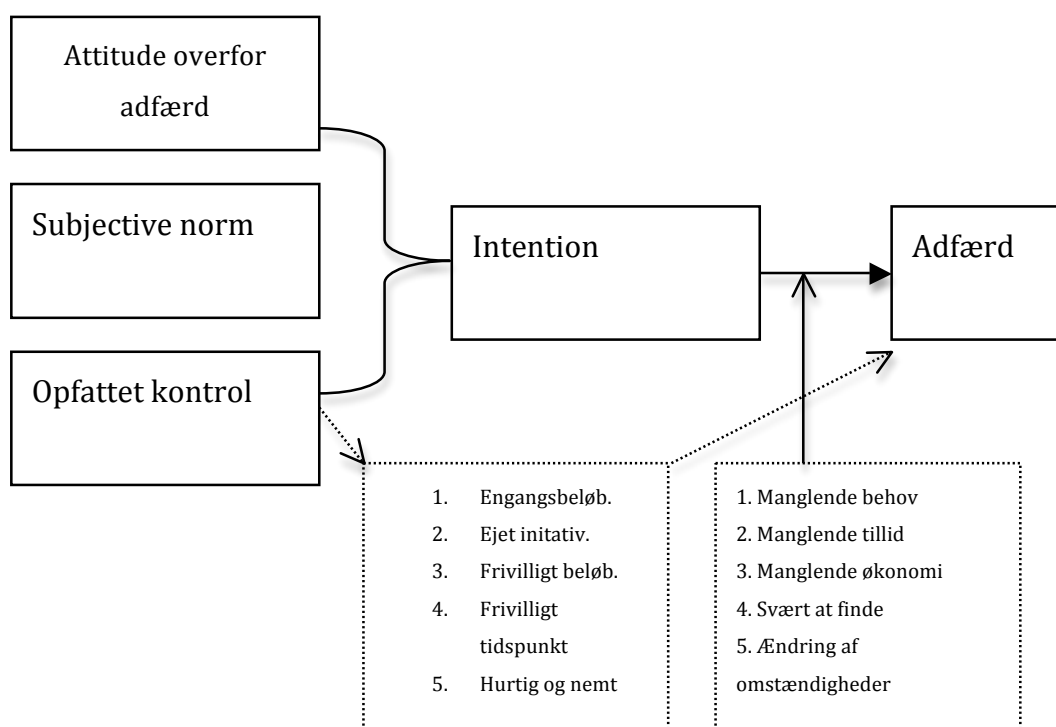 Attitude overfor
adfærd
Subjective norm
Intention
Adfærd
Opfattet kontrol
1. Engangsbeløb.
2. Ejet initativ.
3. Frivilligt beløb.
4. Frivilligt
tidspunkt
5. Hurtig og nemt
1. Manglende behov
2. Manglende tillid
3. Manglende økonomi
4. Svært at finde
5. Ændring af
omstændigheder